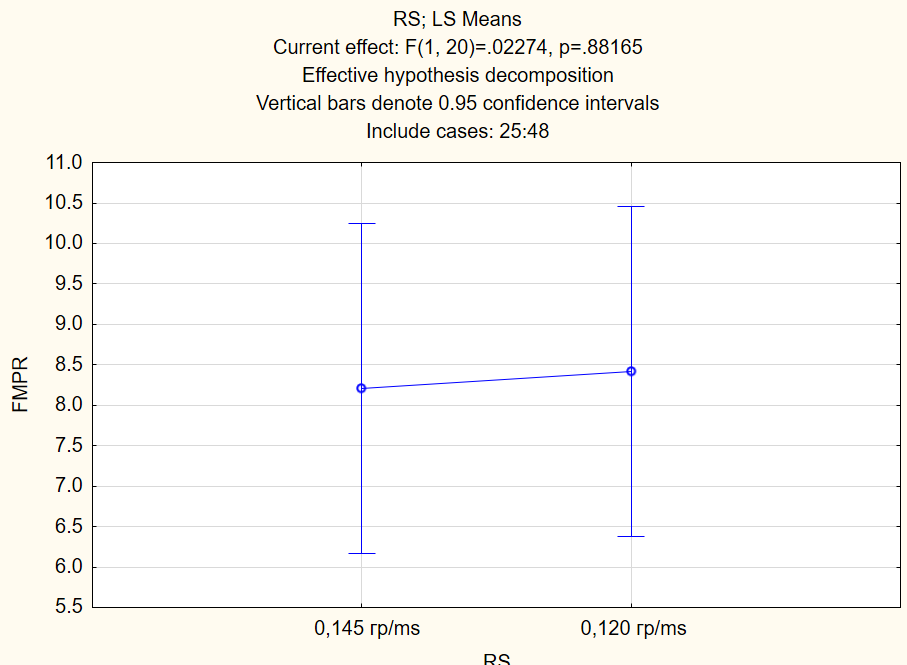 RS; LS Means
Current effect: F(1, 20)=.02274, p=.88165
Effective hypothesis decomposition
Vertical bars denote 0.95 confidence intervals
Include cases: 25:48
11.0
10.5
10.0
9.5
9.0
8.5
8.0
7.5
7.0
6.5
6.0
5.5
FMPR
0,145 гр/ms
0,120 гр/ms
RS